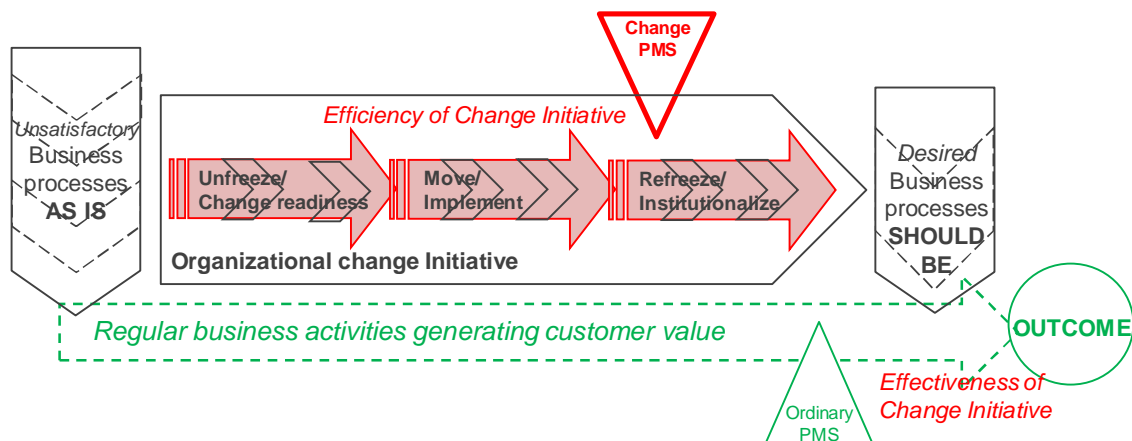 Change
PMS
Efficiency of Change Initiative
Unsatisfactory
Business
processes
AS IS
Unfreeze/
Change readiness
Move/
Implement
Refreeze/
Institutionalize
Organizational change Initiative
Desired
Business
processes
SHOULD
BE
Regular business activities generating customer value
OUTCOME
Effectiveness of
Change Initiative
Ordinary
PMS